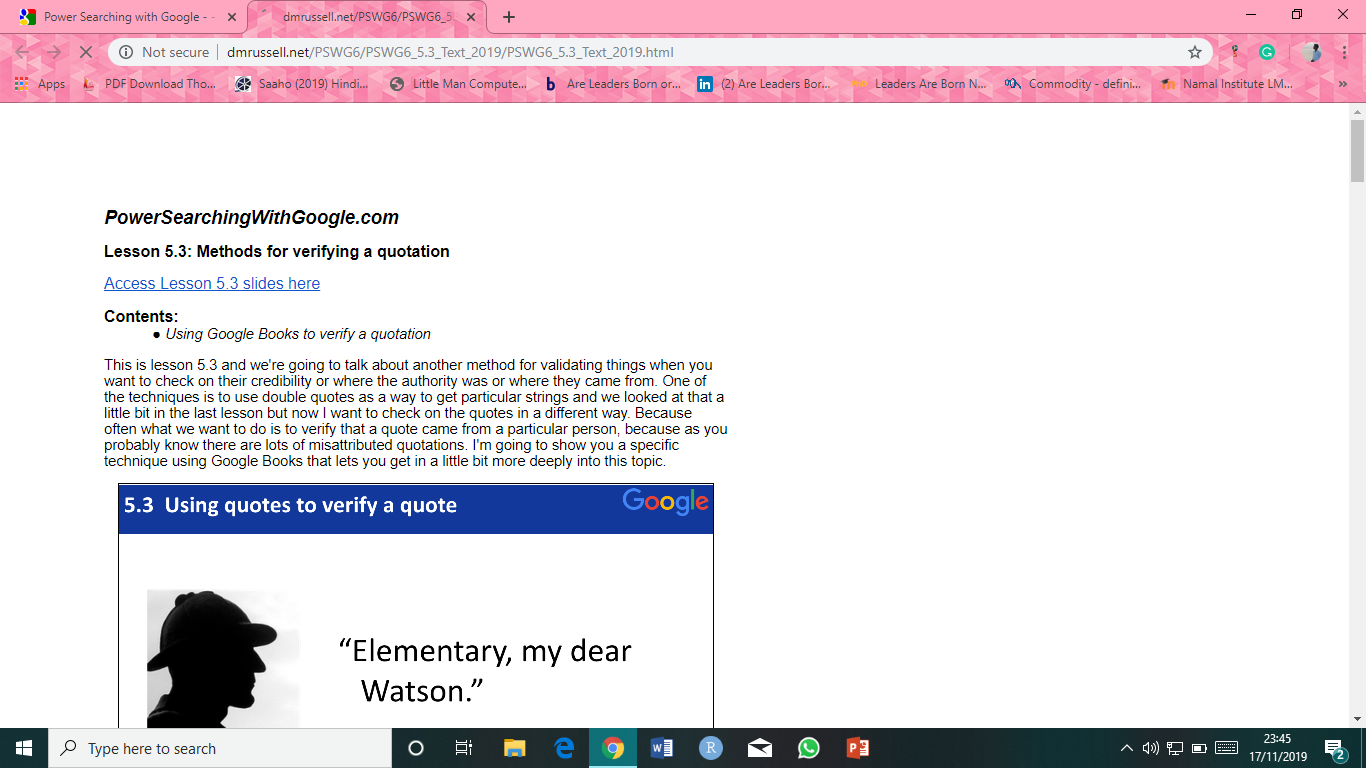 Power Searching with Google - -
dmrussell.net/PSWG6/PSWG6_5.3
Not secure
dmrussell.net/PSWG6/PSWG6_5.3_Text_2019/PSWG6_5.3_Text_2019.html
Apps
PDF Download Tho...
Saaho (2019) Hindi...
Little Man Compute...
Are Leaders Born or...
(2) Are Leaders Bor...
Leaders Are Born N...
Commodity - defini...
Namal Institute LM...
PowerSearchingWithGoogle.com
Lesson 5.3: Methods for verifying a quotation
Access Lesson 5.3 slides here
Contents:
● Using Google Books to verify a quotation
This is lesson 5.3 and we're going to talk about another method for validating things when you
want to check on their credibility or where the authority was or where they came from. One of
the techniques is to use double quotes as a way to get particular strings and we looked at that a
little bit in the last lesson but now I want to check on the quotes in a different way. Because
often what we want to do is to verify that a quote came from a particular person, because as you
probably know there are lots of misattributed quotations. I'm going to show you a specific
technique using Google Books that lets you get in a little bit more deeply into this topic.
5.3 Using quotes to verify a quote
Google
“Elementary, my dear
Watson.”
Type here to search
23:45
17/11/2019
2